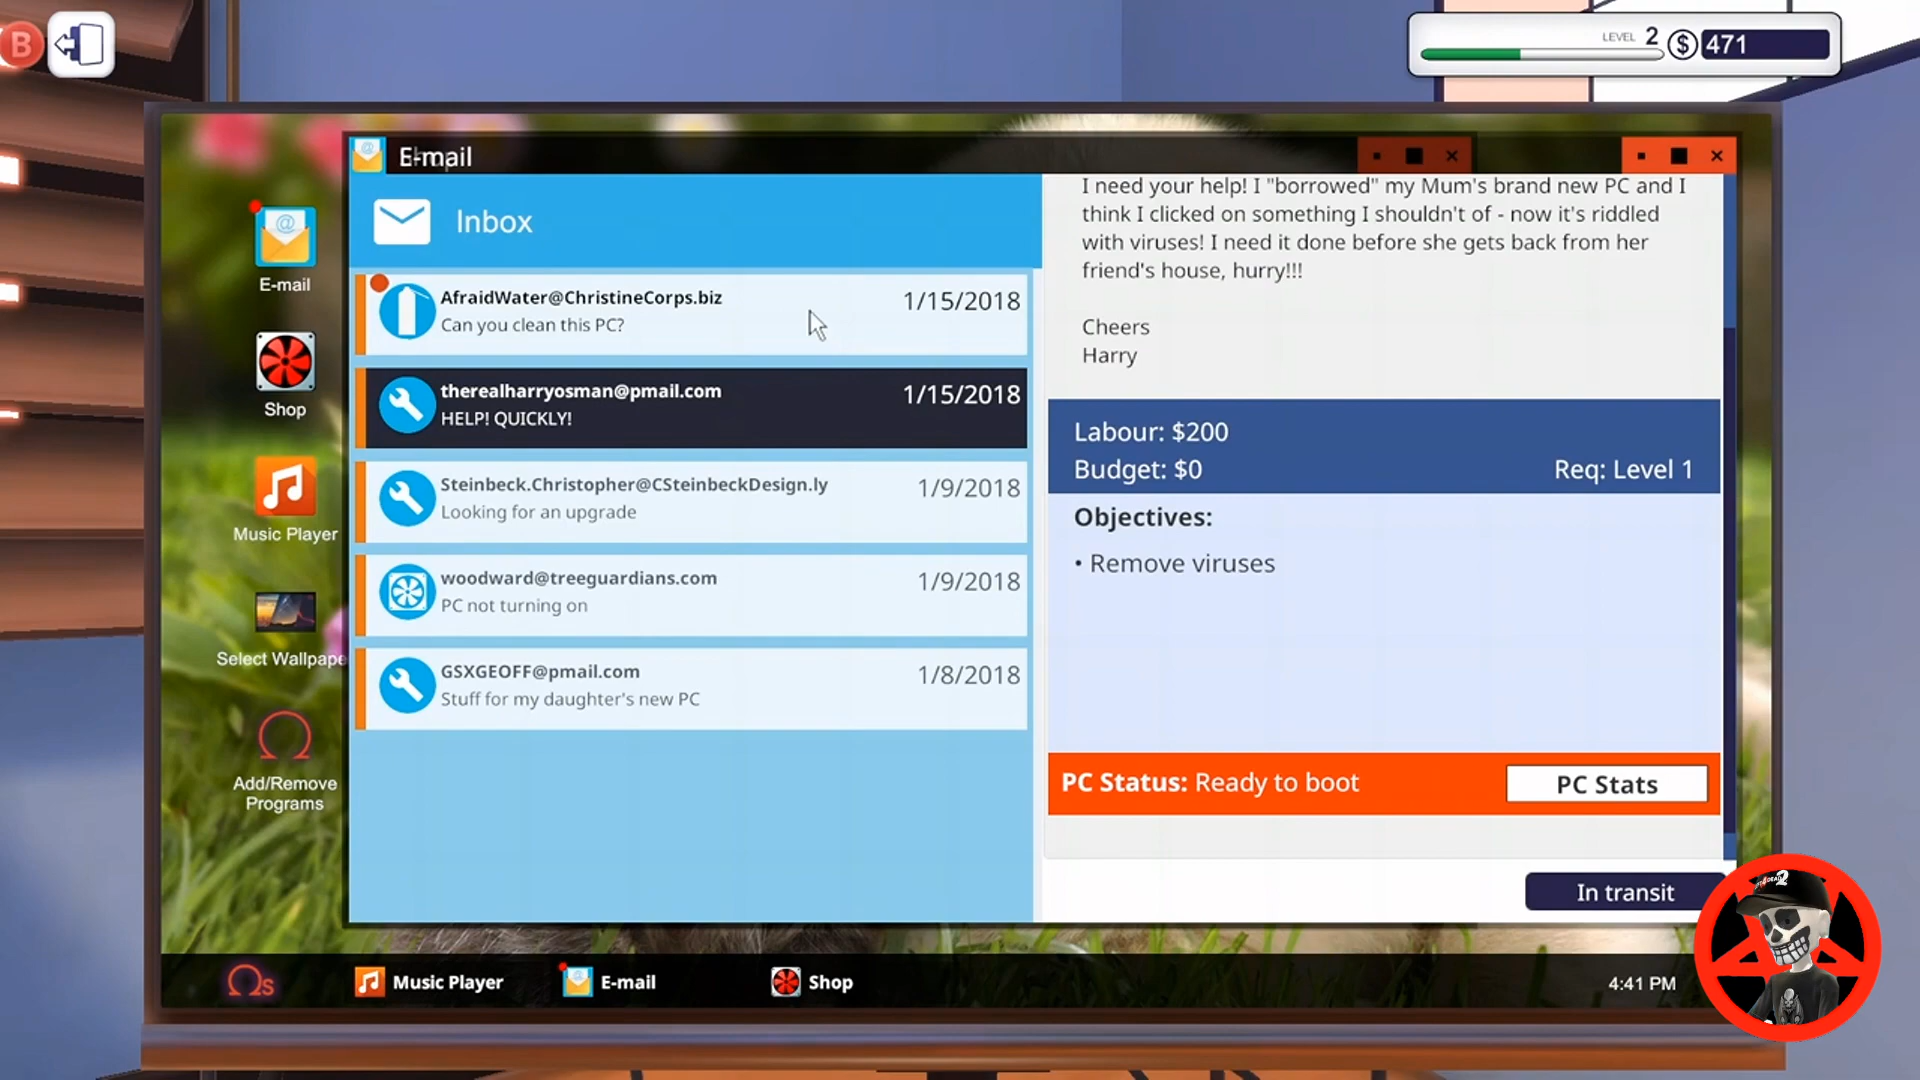 B
LEVEL 2
$ 471
E-mail
Inbox
E-mail
Shop
Music Player
Select Wallpape
Add/Remove
Programs
AfraidWater@ChristineCorps.biz
1/15/2018
Can you clean this PC?
therealharryosman@pmail.com
1/15/2018
HELP! QUICKLY!
Steinbeck.Christopher@CSteinbeckDesign.ly
1/9/2018
Looking for an upgrade
woodward@treeguardians.com
1/9/2018
PC not turning on
GSXGEOFF@pmail.com
1/8/2018
Stuff for my daughter's new PC
I need your help! I "borrowed" my Mum's brand new PC and I
think I clicked on something I shouldn't of - now it's riddled
with viruses! I need it done before she gets back from her
friend's house, hurry!!!
Cheers
Harry
Labour: $200
Budget: $0
Req: Level 1
Objectives:
• Remove viruses
PC Status: Ready to boot
PC Stats
In transit
Ωs
Music Player
E-mail
Shop
4:41 PM